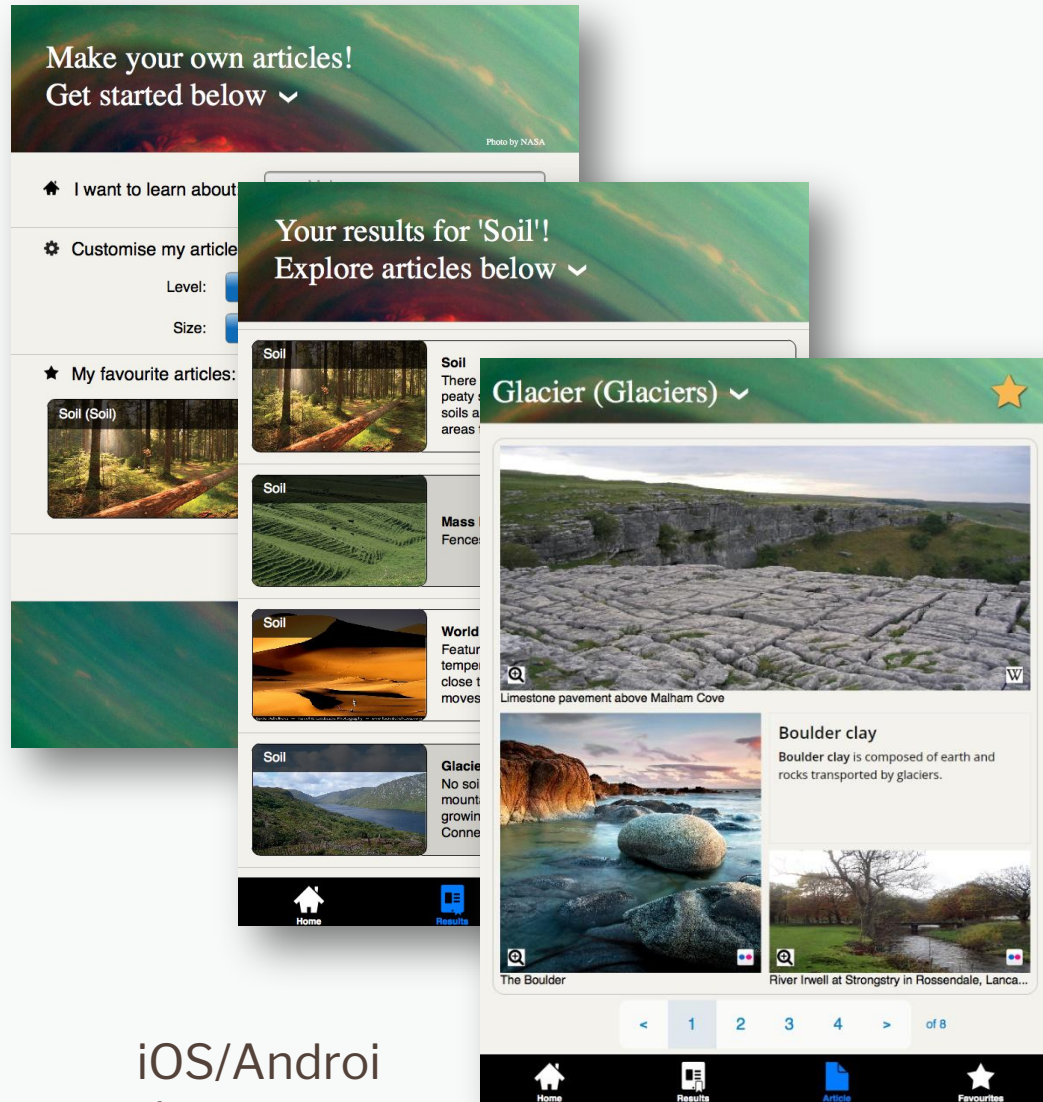 Make your own articles!
Get started below
Photo by NASA
I want to learn about
Customise my article
Level:
Size:
My favourite articles:
Soil (Soil)
Your results for 'Soil'!
Explore articles below
Soil
Soil
There
peaty
soils a
areas
Soil
Mass
Fence
Soil
World
Featur
temper
close t
moves
Soil
Glacie
No soi
mount
growin
Conne
Home
Results
Glacier (Glaciers)
W
Limestone pavement above Malham Cove
Boulder clay
Boulder clay is composed of earth and
rocks transported by glaciers.
The Boulder
River Irwell at Strongstry in Rossendale, Lanca...
< 1 2 3 4 > of 8
Home
Results
Article
Favourites
iOS/Androi